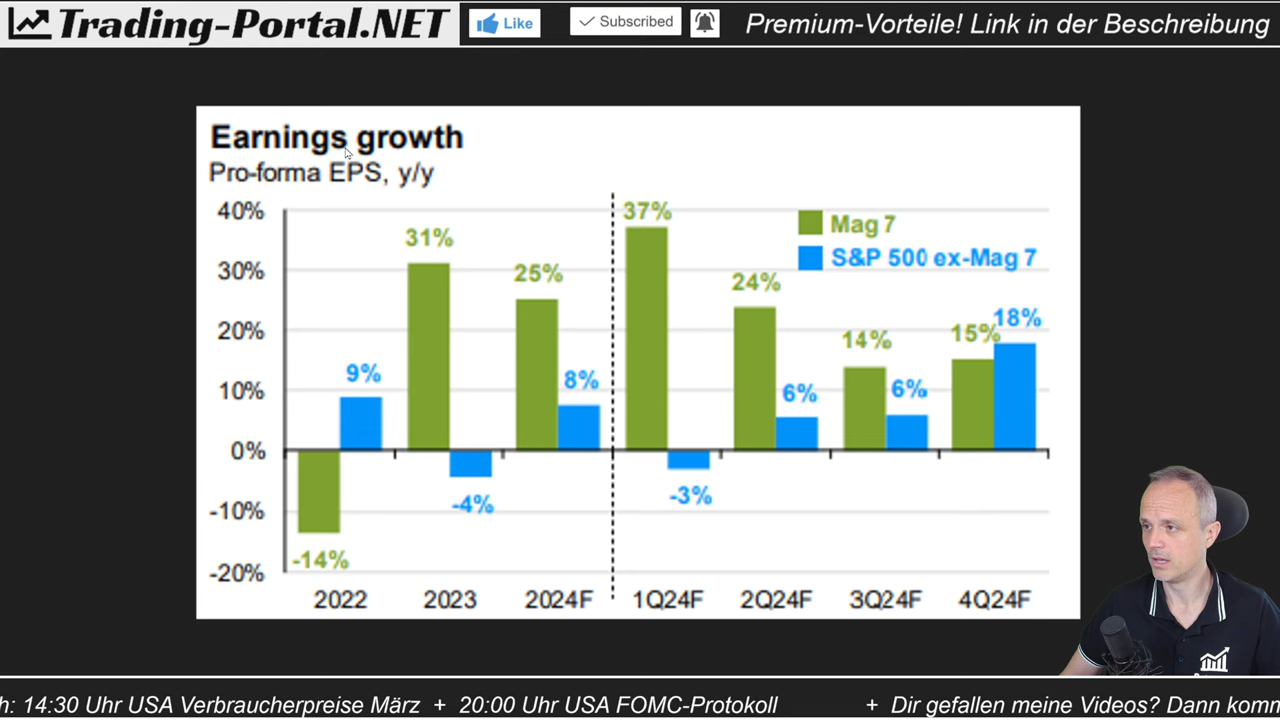 Trading-Portal.NET
Like
Subscribed
Premium-Vorteile! Link in der Beschreibung
Earnings growth
Pro-forma EPS, y/y
40%
30%
20%
10%
0%
-10%
-20%
Mag 7
S&P 500 ex-Mag 7
-14%
9%
31%
-4%
25%
8%
37%
-3%
24%
6%
14%
6%
15%
18%
2022
2023
2024F
1Q24F
2Q24F
3Q24F
4Q24F
h: 14:30 Uhr USA Verbraucherpreise März + 20:00 Uhr USA FOMC-Protokoll + Dir gefallen meine Videos? Dann